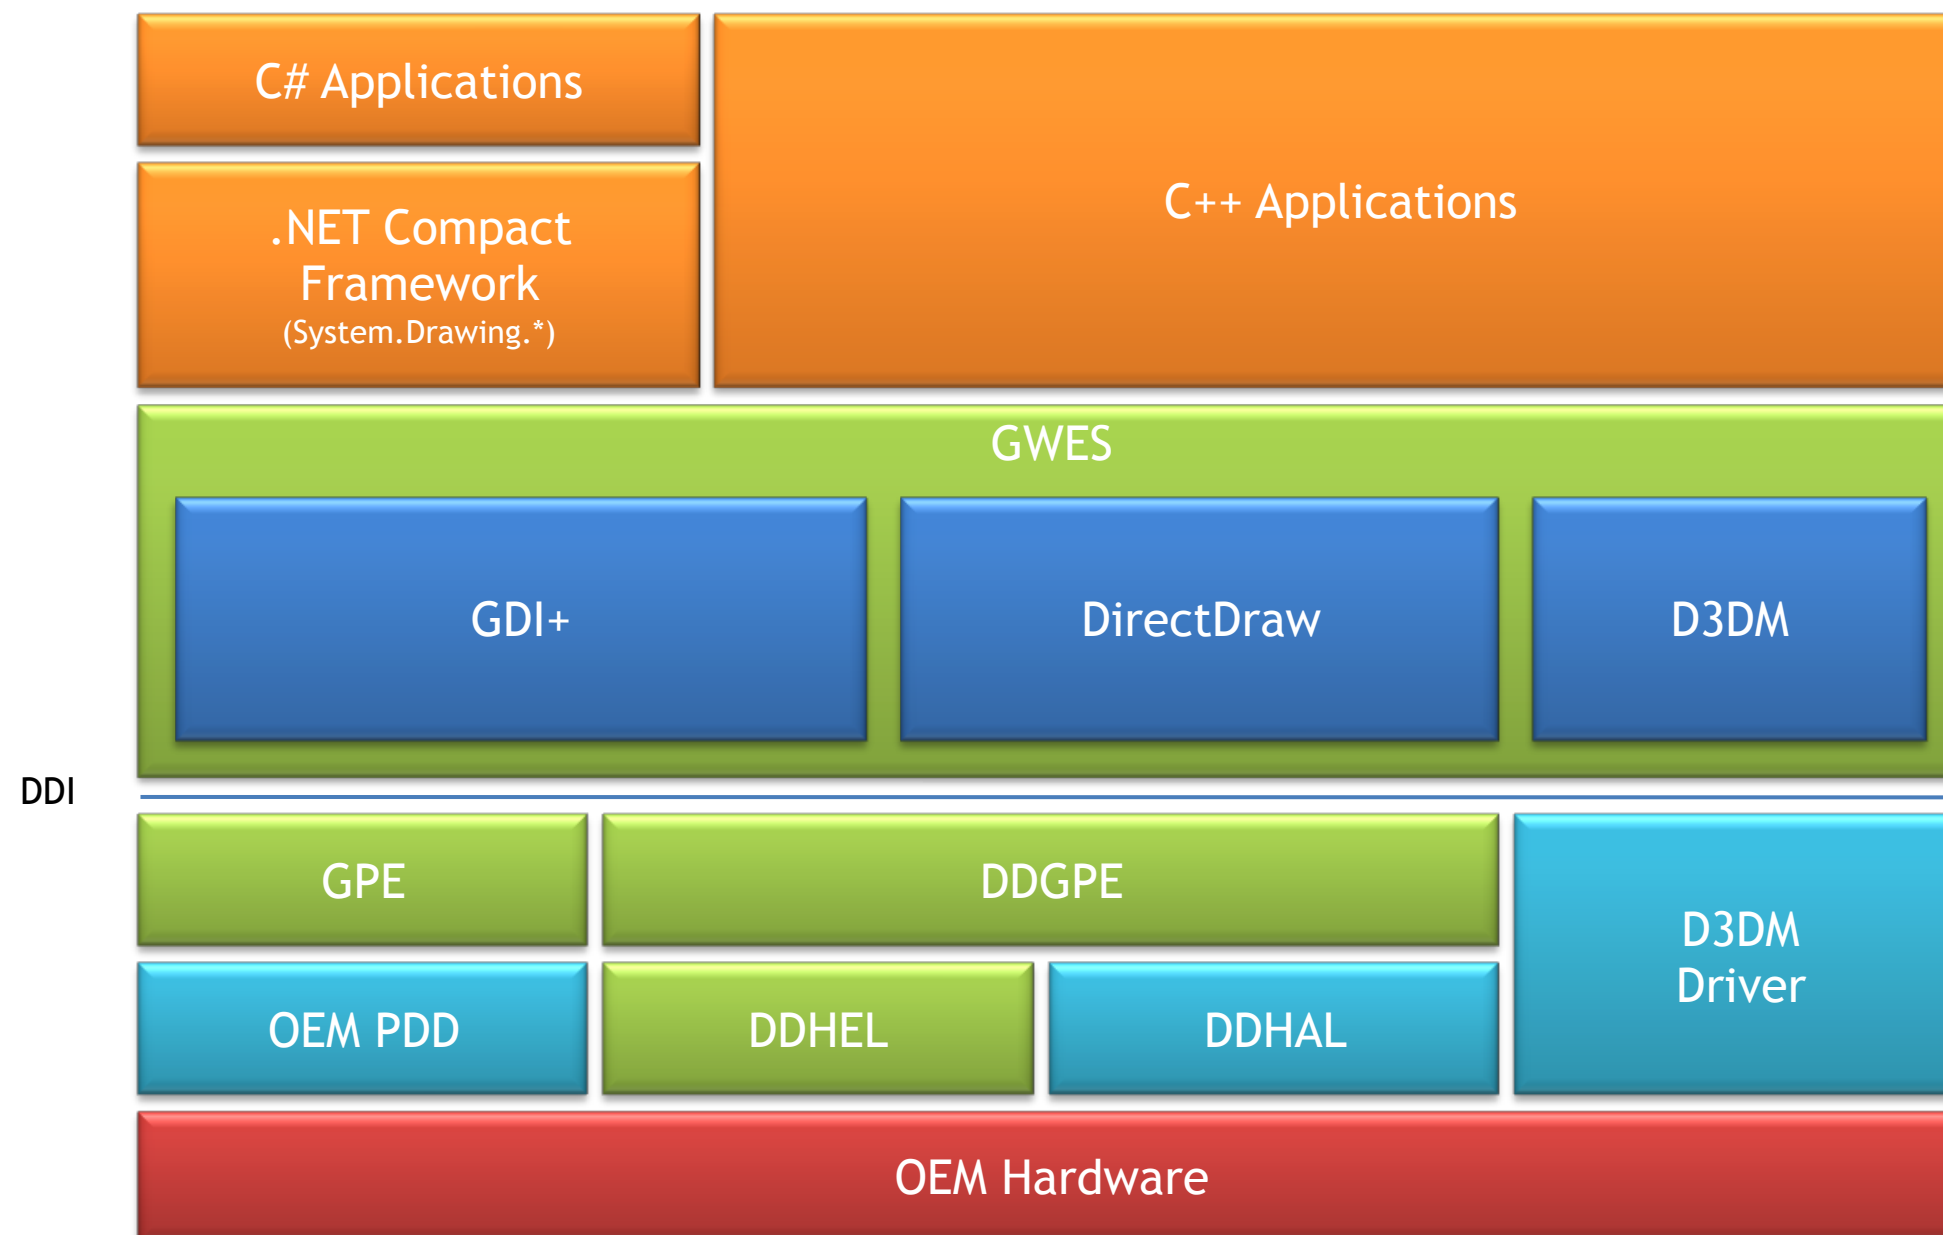 C# Applications
C++ Applications
.NET Compact
Framework
(System.Drawing.*)
GWES
GDI+
DirectDraw
D3DM
DDI
GPE
DDGPE
D3DM
Driver
OEM PDD
DDHEL
DDHAL
OEM Hardware